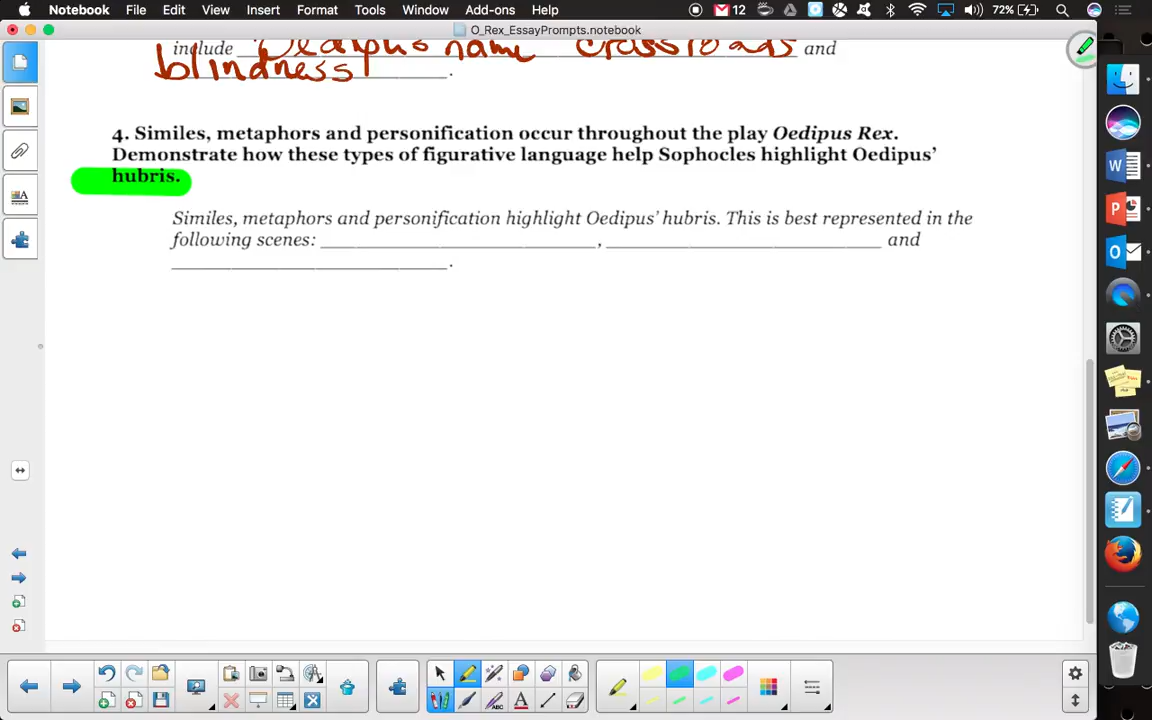 Notebook File Edit View Insert Format Tools Window Add-ons Help 12 72%
O_Rex_EssayPrompts.notebook
include Oedipus name crossroads and
blindness .
4. Similes, metaphors and personification occur throughout the play Oedipus Rex.
Demonstrate how these types of figurative language help Sophocles highlight Oedipus’
hubris.
Similes, metaphors and personification highlight Oedipus’ hubris. This is best represented in the
following scenes: ______________________, ______________________ and
______________________.